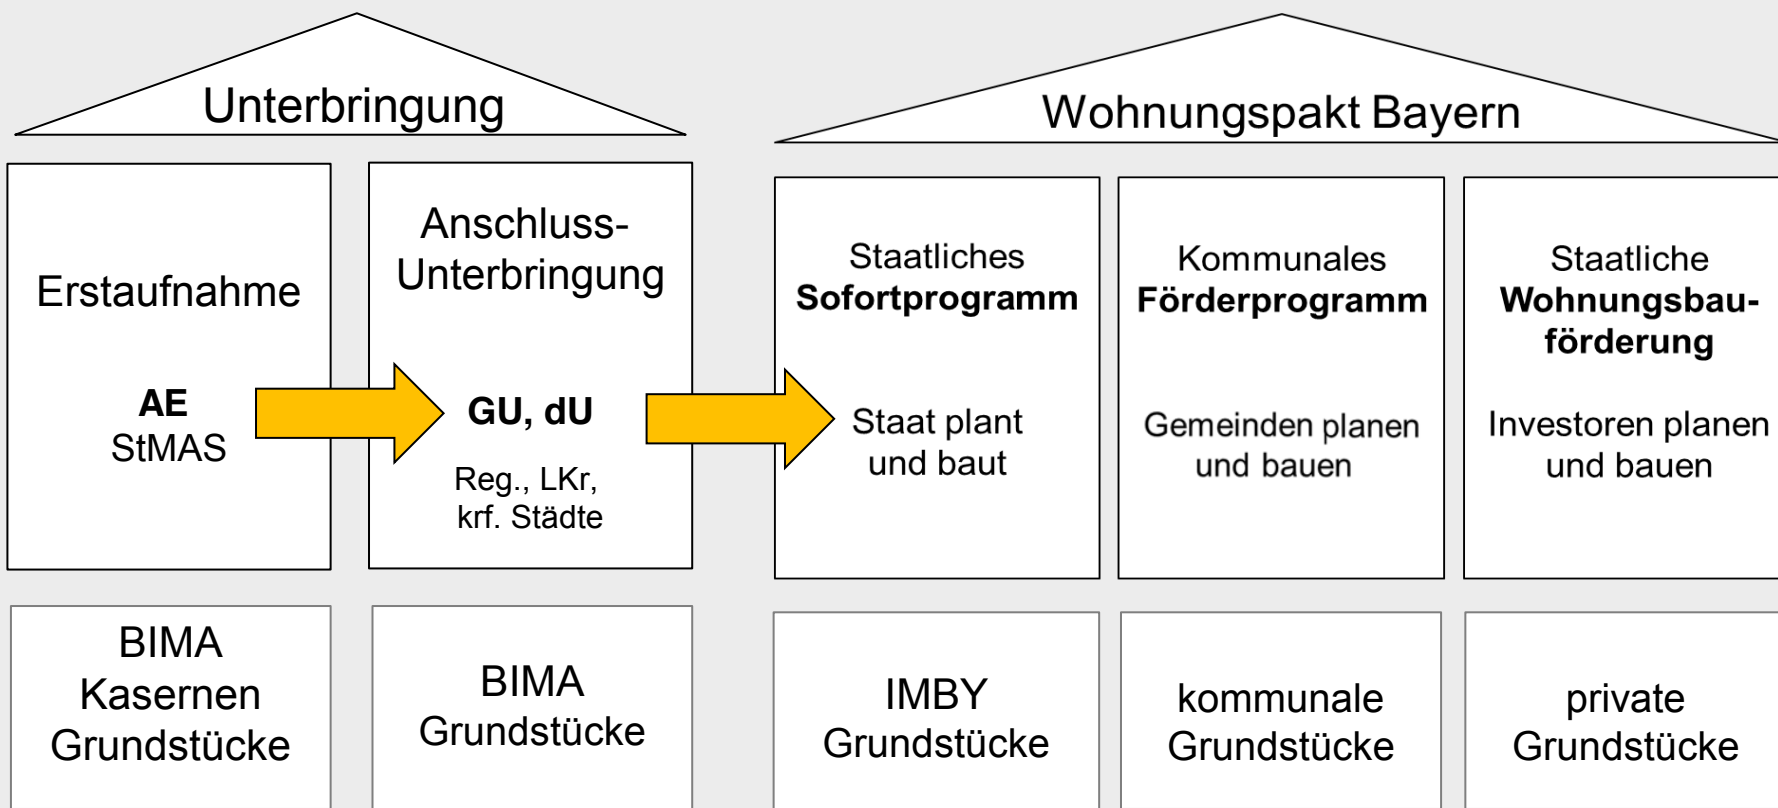 Unterbringung
Erstaufnahme
AE
StMAS
Anschluss-
Unterbringung
GU, dU
Reg., LKr,
krf. Städte
BIMA
Kasernen
Grundstücke
BIMA
Grundstücke
Wohnungspakt Bayern
Staatliches
Sofortprogramm
Staat plant
und baut
Kommunales
Förderprogramm
Gemeinden planen
und bauen
Staatliche
Wohnungsbau-
förderung
Investoren planen
und bauen
IMBY
Grundstücke
kommunale
Grundstücke
private
Grundstücke